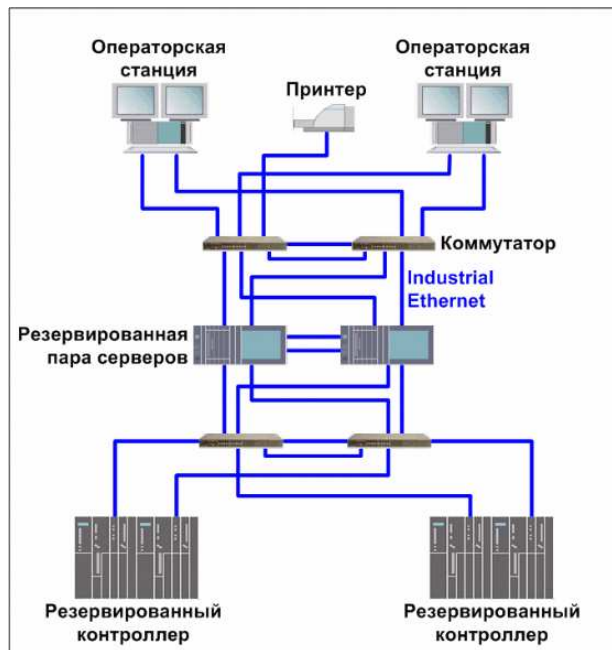 Операторская
станция
Операторская
станция
Принтер
Коммутатор
Industrial
Ethernet
Резервированная
пара серверов
Резервированный
контроллер
Резервированный
контроллер